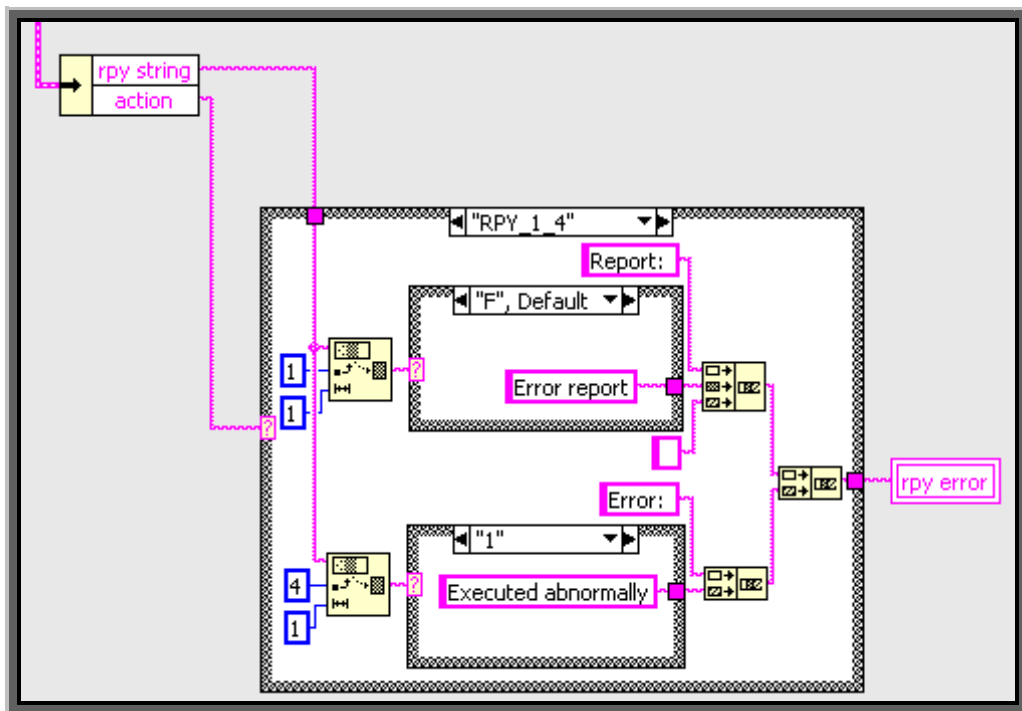 rpy string
action
"RPY_1_4"
Report:
"F", Default
1
1
Error report
Error:
rpy error
"1"
4
Executed abnormally
1